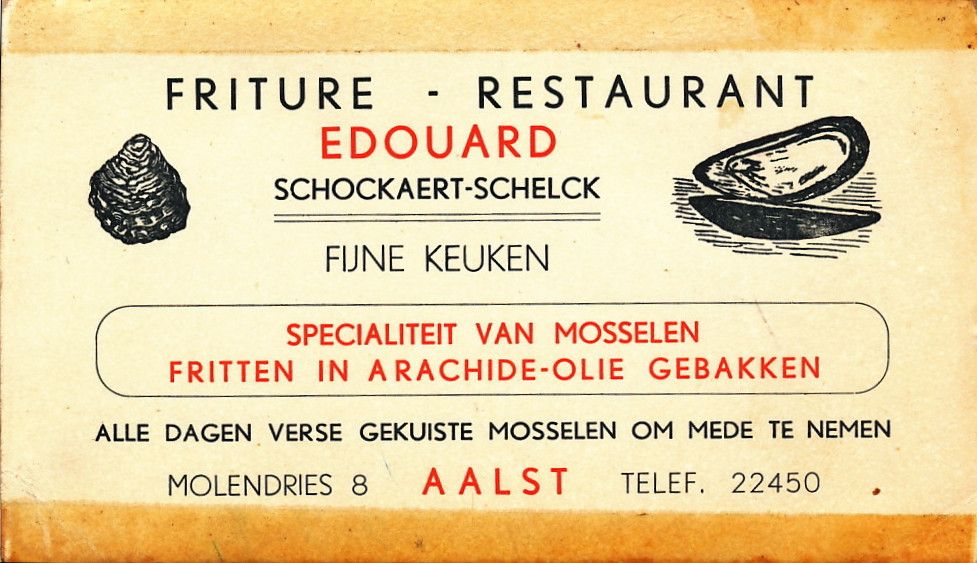 FRITURE - RESTAURANT
EDOUARD
SCHOCKAERT-SCHELCK
FIJNE KEUKEN
SPECIALITEIT VAN MOSSELEN
FRITTEN IN ARACHIDE-OLIE GEBAKKEN
ALLE DAGEN VERSE GEKUISTE MOSSELEN OM MEDE TE NEMEN
MOLENDRIES 8 AALST TELEF. 22450